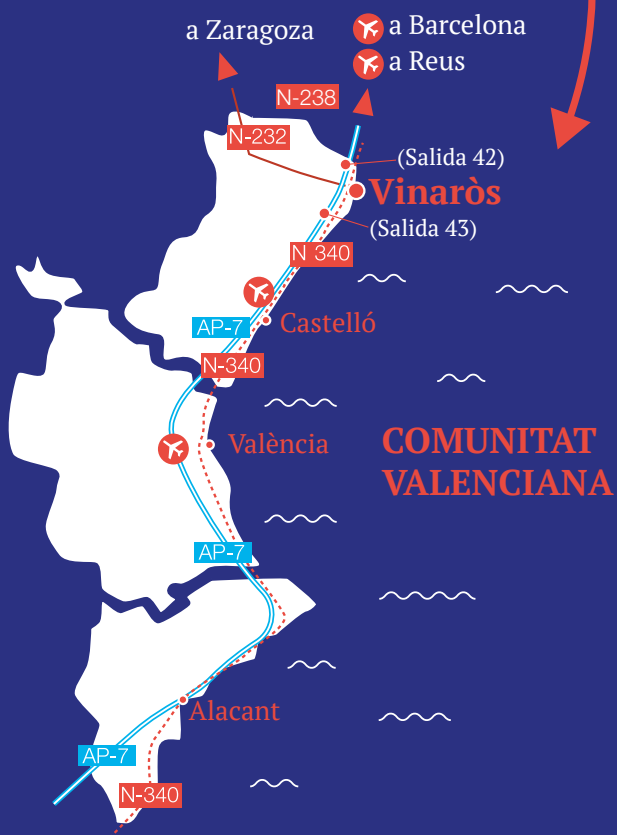 a Zaragoza
a Barcelona
a Reus
N-238
N-232
(Salida 42)
Vinaròs
(Salida 43)
N 340
AP-7
Castelló
N-340
València
COMUNITAT
VALENCIANA
AP-7
Alacant
AP-7
N-340